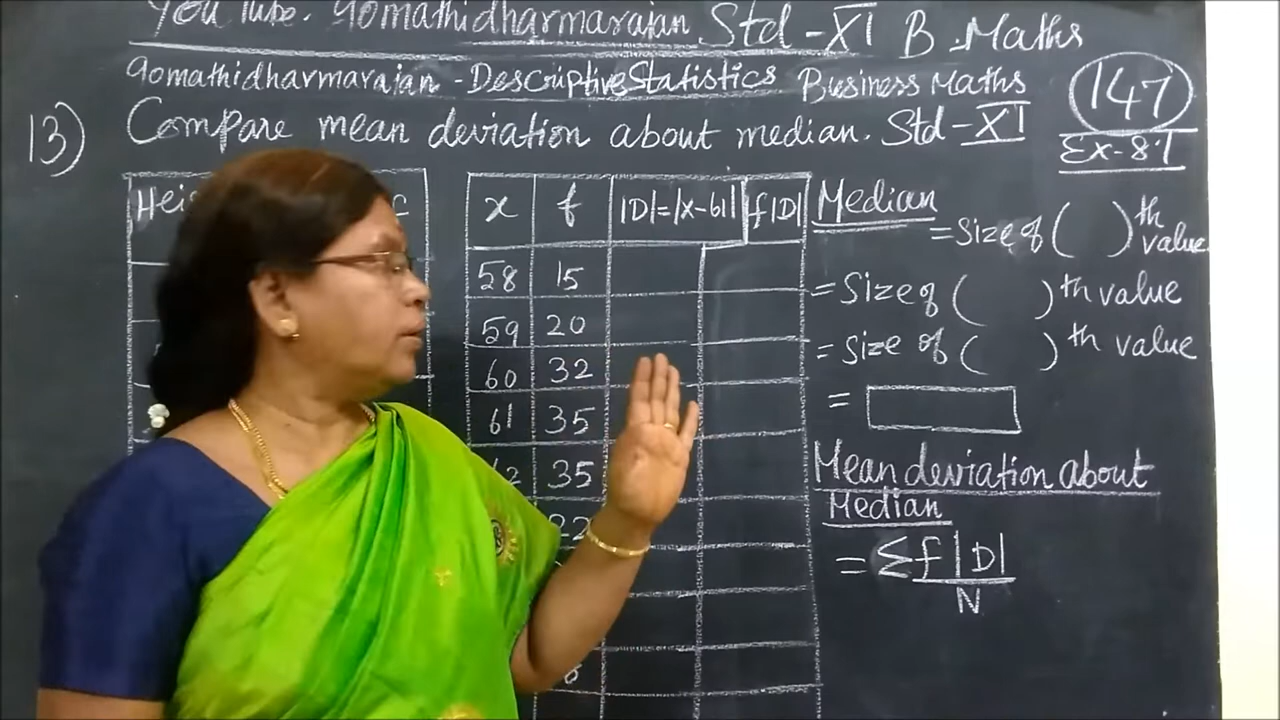 YouTube. gomathidharmarajan Std-XI B.Maths
gomathidharmarajan - Descriptive Statistics Business Maths
147
Ex-8.1
13) Compare mean deviation about median. Std-XI
x f |D|=|x-61| f|D|
58 15
59 20
60 32
61 35
35
22
Median
= Size of ( )th value
= Size of ( )th value
= Size of ( )th value
=
Mean deviation about
Median
= Σf|D|
N